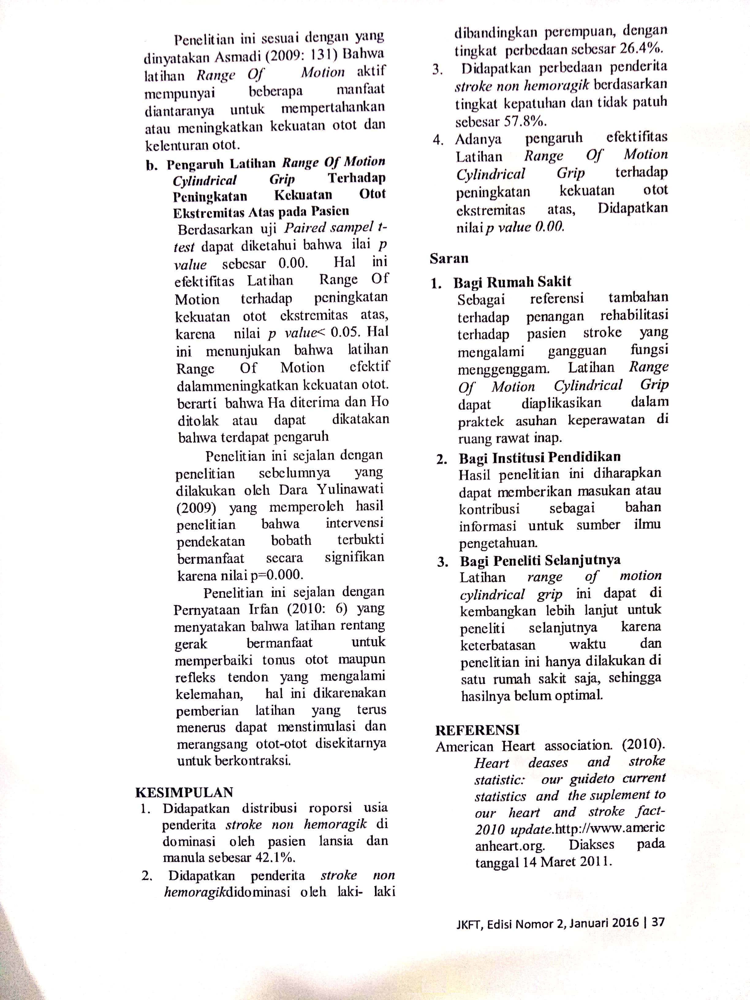 Penelitian ini sesuai dengan yang
dinyatakan Asmadi (2009: 131) Bahwa
latihan Range Of Motion aktif
mempunyai beberapa manfaat
diantaranya untuk mempertahankan
atau meningkatkan kekuatan otot dan
kelenturan otot.
b. Pengaruh Latihan Range Of Motion
Cylindrical Grip Terhadap
Peningkatan Kekuatan Otot
Ekstremitas Atas pada Pasien
Berdasarkan uji Paired sampel t-
test dapat diketahui bahwa ilai p
value sebesar 0.00. Hal ini
efektifitas Latihan Range Of
Motion terhadap peningkatan
kekuatan otot ekstremitas atas,
karena nilai p value< 0.05. Hal
ini menunjukan bahwa latihan
Range Of Motion efektif
dalammeningkatkan kekuatan otot.
berarti bahwa Ha diterima dan Ho
ditolak atau dapat dikatakan
bahwa terdapat pengaruh
Penelitian ini sejalan dengan
penelitian sebelumnya yang
dilakukan oleh Dara Yulinawati
(2009) yang memperoleh hasil
penelitian bahwa intervensi
pendekatan bobath terbukti
bermanfaat secara signifikan
karena nilai p=0.000.
Penelitian ini sejalan dengan
Pernyataan Irfan (2010: 6) yang
menyatakan bahwa latihan rentang
gerak bermanfaat untuk
memperbaiki tonus otot maupun
refleks tendon yang mengalami
kelemahan, hal ini dikarenakan
pemberian latihan yang terus
menerus dapat menstimulasi dan
merangsang otot-otot disekitarnya
untuk berkontraksi.
KESIMPULAN
1. Didapatkan distribusi roporsi usia
penderita stroke non hemoragik di
dominasi oleh pasien lansia dan
manula sebesar 42.1%.
2. Didapatkan penderita stroke non
hemoragikdidominasi oleh laki- laki
dibandingkan perempuan, dengan
tingkat perbedaan sebesar 26.4%.
3. Didapatkan perbedaan penderita
stroke non hemoragik berdasarkan
tingkat kepatuhan dan tidak patuh
sebesar 57.8%.
4. Adanya pengaruh efektifitas
Latihan Range Of Motion
Cylindrical Grip terhadap
peningkatan kekuatan otot
ekstremitas atas, Didapatkan
nilai p value 0.00.
Saran
1. Bagi Rumah Sakit
Sebagai referensi tambahan
terhadap penangan rehabilitasi
terhadap pasien stroke yang
mengalami gangguan fungsi
menggenggam. Latihan Range
Of Motion Cylindrical Grip
dapat diaplikasikan dalam
praktek asuhan keperawatan di
ruang rawat inap.
2. Bagi Institusi Pendidikan
Hasil penelitian ini diharapkan
dapat memberikan masukan atau
kontribusi sebagai bahan
informasi untuk sumber ilmu
pengetahuan.
3. Bagi Peneliti Selanjutnya
Latihan range of motion
cylindrical grip ini dapat di
kembangkan lebih lanjut untuk
peneliti selanjutnya karena
keterbatasan waktu dan
penelitian ini hanya dilakukan di
satu rumah sakit saja, sehingga
hasilnya belum optimal.
REFERENSI
American Heart association. (2010).
Heart deases and stroke
statistic: our guideto current
statistics and the suplement to
our heart and stroke fact-
2010 update.http://www.americ
anheart.org. Diakses pada
tanggal 14 Maret 2011.
JKFT, Edisi Nomor 2, Januari 2016 | 37